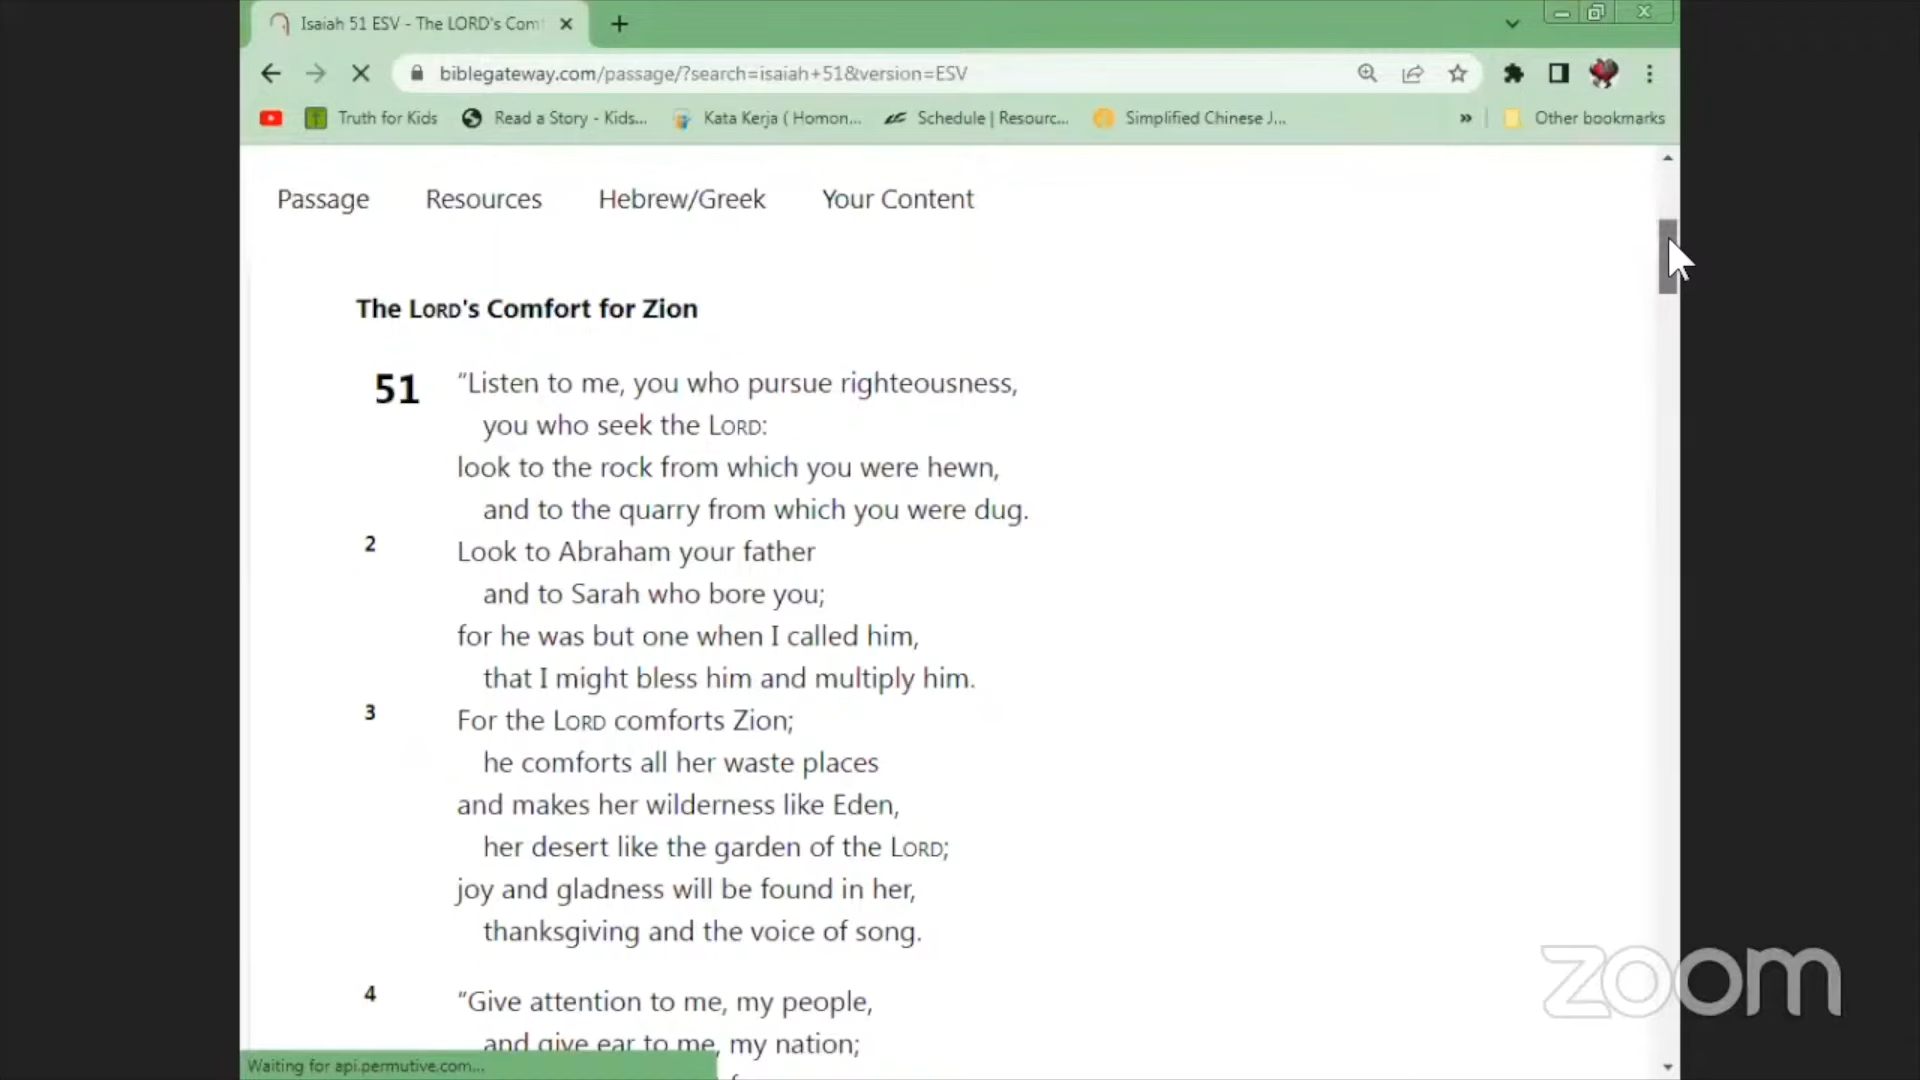 Isaiah 51 ESV - The LORD's Com
biblegateway.com/passage/?search=isaiah+51&version=ESV
Truth for Kids
Read a Story - Kids...
Kata Kerja ( Homon...
Schedule | Resourc...
Simplified Chinese J...
»
Other bookmarks
Passage
Resources
Hebrew/Greek
Your Content
The LORD's Comfort for Zion
51 “Listen to me, you who pursue righteousness,
you who seek the LORD:
look to the rock from which you were hewn,
and to the quarry from which you were dug.
2 Look to Abraham your father
and to Sarah who bore you;
for he was but one when I called him,
that I might bless him and multiply him.
3 For the LORD comforts Zion;
he comforts all her waste places
and makes her wilderness like Eden,
her desert like the garden of the LORD;
joy and gladness will be found in her,
thanksgiving and the voice of song.
4 “Give attention to me, my people,
and give ear to me, my nation;
Waiting for api.permutive.com...
zoom